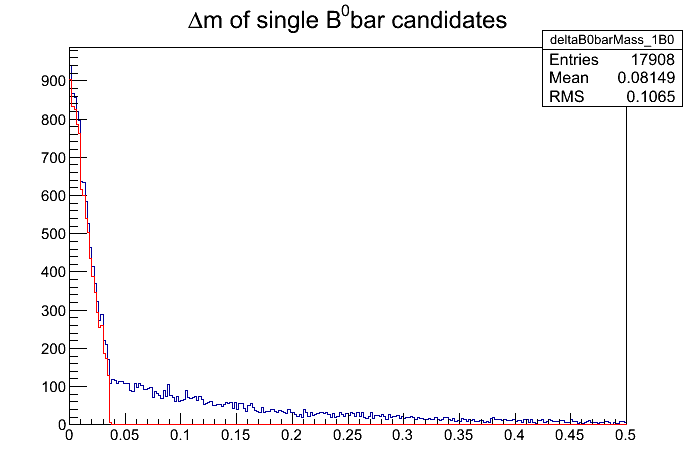 Δm of single B⁰bar candidates
deltaB0barMass_1B0
Entries 17908
Mean 0.08149
RMS 0.1065
900
800
700
600
500
400
300
200
100
0
0 0.05 0.1 0.15 0.2 0.25 0.3 0.35 0.4 0.45 0.5